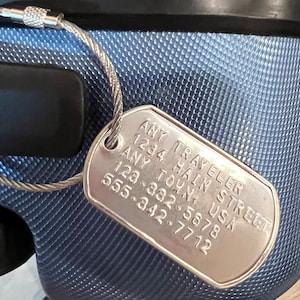 ANY TRAVELER
1234 MAIN STREET
ANY TOWN, USA
123.332.5678
555.342.7712